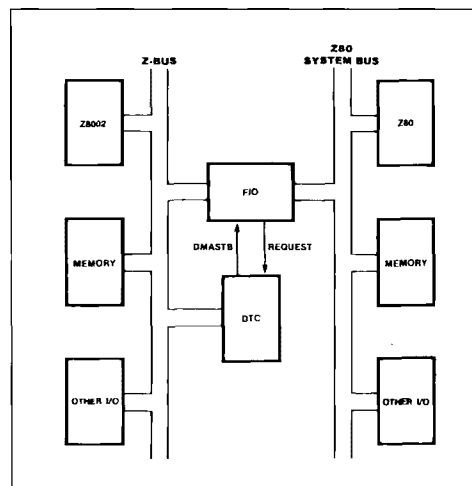 Z-BUS
Z80
SYSTEM BUS
Z8002
Z80
FIO
DMASTB
REQUEST
MEMORY
MEMORY
DTC
OTHER I/O
OTHER I/O